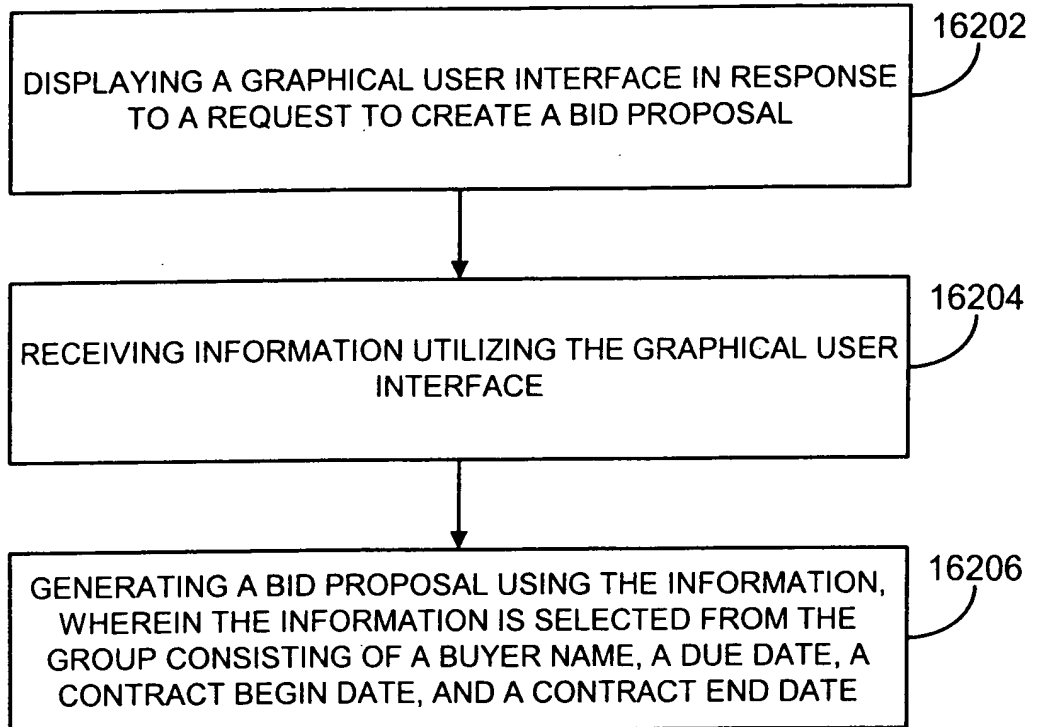 16202
DISPLAYING A GRAPHICAL USER INTERFACE IN RESPONSE
TO A REQUEST TO CREATE A BID PROPOSAL
16204
RECEIVING INFORMATION UTILIZING THE GRAPHICAL USER
INTERFACE
16206
GENERATING A BID PROPOSAL USING THE INFORMATION,
WHEREIN THE INFORMATION IS SELECTED FROM THE
GROUP CONSISTING OF A BUYER NAME, A DUE DATE, A
CONTRACT BEGIN DATE, AND A CONTRACT END DATE